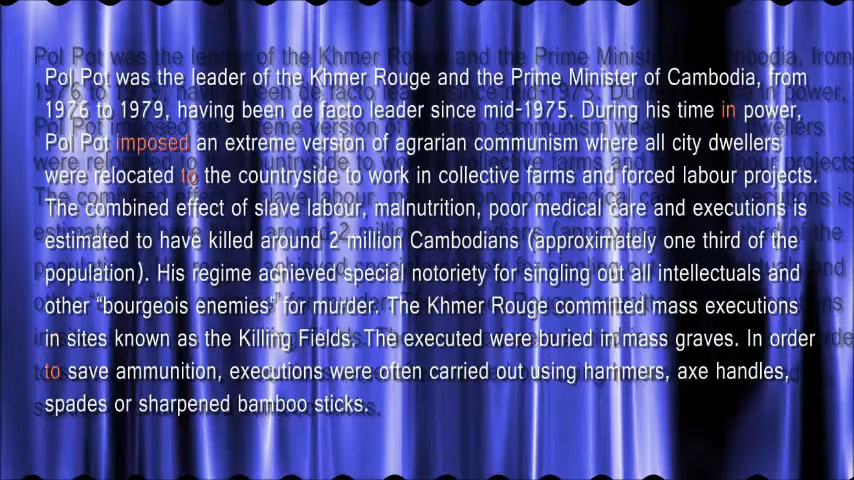 Pol Pot was the leader of the Khmer Rouge and the Prime Minister of Cambodia, from
1976 to 1979, having been de facto leader since mid-1975. During his time in power,
Pol Pot imposed an extreme version of agrarian communism where all city dwellers
were relocated to the countryside to work in collective farms and forced labour projects.
The combined effect of slave labour, malnutrition, poor medical care and executions is
estimated to have killed around 2 million Cambodians (approximately one third of the
population). His regime achieved special notoriety for singling out all intellectuals and
other “bourgeois enemies” for murder. The Khmer Rouge committed mass executions
in sites known as the Killing Fields. The executed were buried in mass graves. In order
to save ammunition, executions were often carried out using hammers, axe handles,
spades or sharpened bamboo sticks.